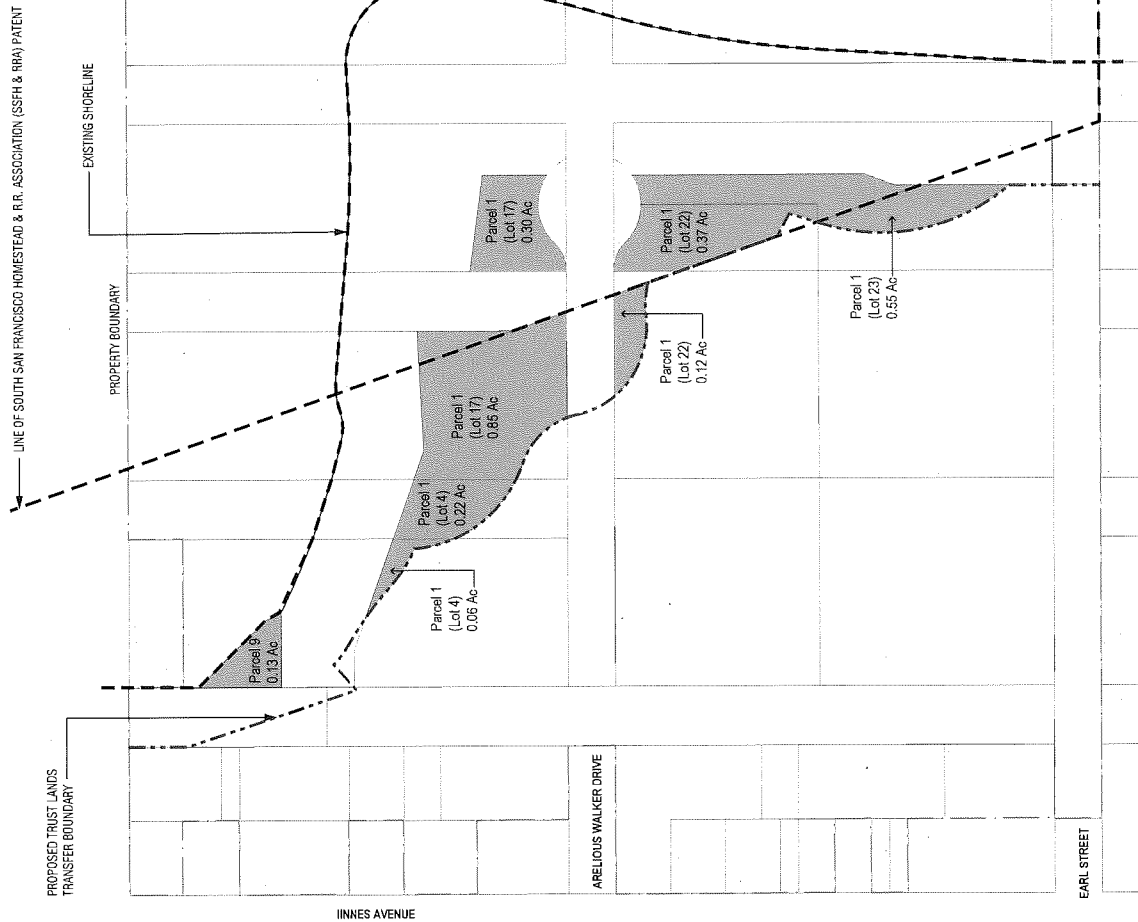 LINE OF SOUTH SAN FRANCISCO HOMESTEAD & R.R. ASSOCIATION (SSFH & RRA) PATENT
EXISTING SHORELINE
PROPERTY BOUNDARY
PROPOSED TRUST LANDS
TRANSFER BOUNDARY
Parcel 9
0.13 Ac
Parcel 1
(Lot 4)
0.06 Ac
Parcel 1
(Lot 4)
0.22 Ac
Parcel 1
(Lot 17)
0.85 Ac
Parcel 1
(Lot 17)
0.30 Ac
Parcel 1
(Lot 22)
0.37 Ac
Parcel 1
(Lot 22)
0.12 Ac
Parcel 1
(Lot 23)
0.55 Ac
ARELIOUS WALKER DRIVE
EARL STREET
IINNES AVENUE